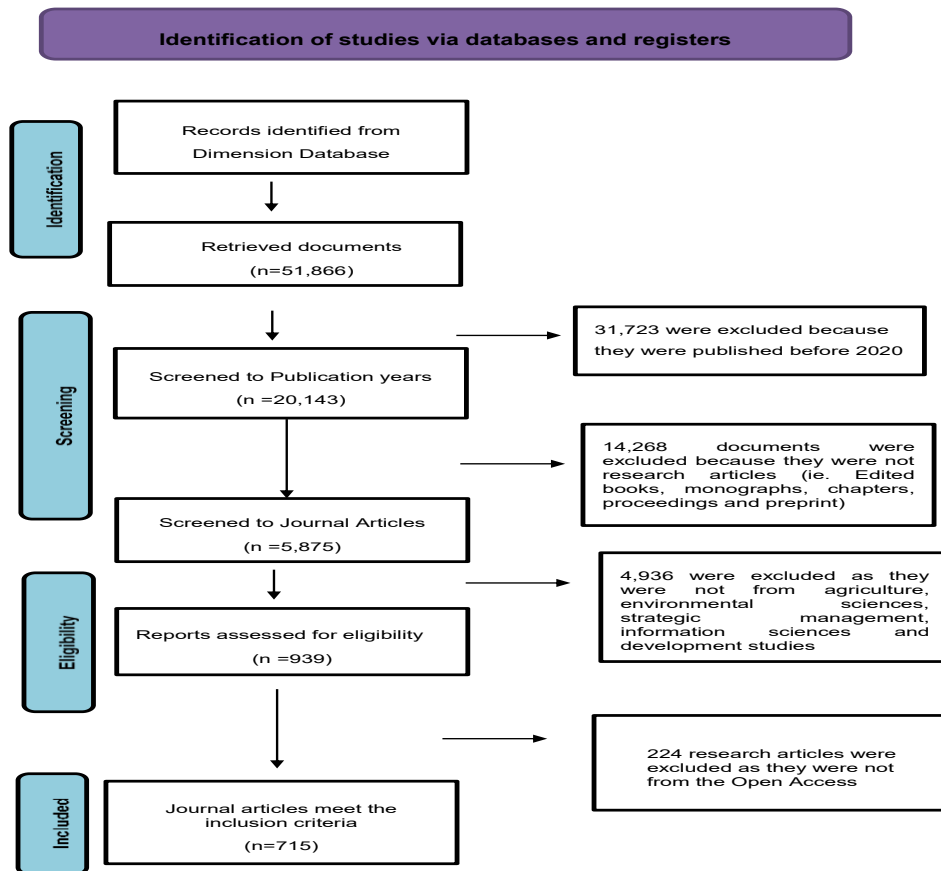 Identification of studies via databases and registers
Identification
Records identified from
Dimension Database
Retrieved documents
(n=51,866)
Screening
31,723 were excluded because
they were published before 2020
Screened to Publication years
(n =20,143)
14,268 documents were
excluded because they were not
research articles (ie. Edited
books, monographs, chapters,
proceedings and preprint)
Screened to Journal Articles
(n =5,875)
Eligibility
4,936 were excluded as they
were not from agriculture,
environmental sciences,
strategic management,
information sciences and
development studies
Reports assessed for eligibility
(n =939)
224 research articles were
excluded as they were not
from the Open Access
Included
Journal articles meet the
inclusion criteria
(n=715)